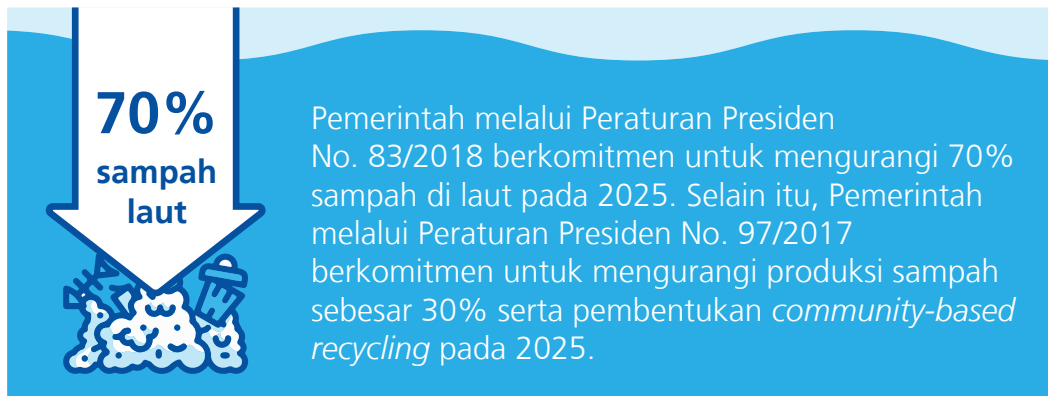 70%
sampah
laut
Pemerintah melalui Peraturan Presiden
No. 83/2018 berkomitmen untuk mengurangi 70%
sampah di laut pada 2025. Selain itu, Pemerintah
melalui Peraturan Presiden No. 97/2017
berkomitmen untuk mengurangi produksi sampah
sebesar 30% serta pembentukan community-based
recycling pada 2025.